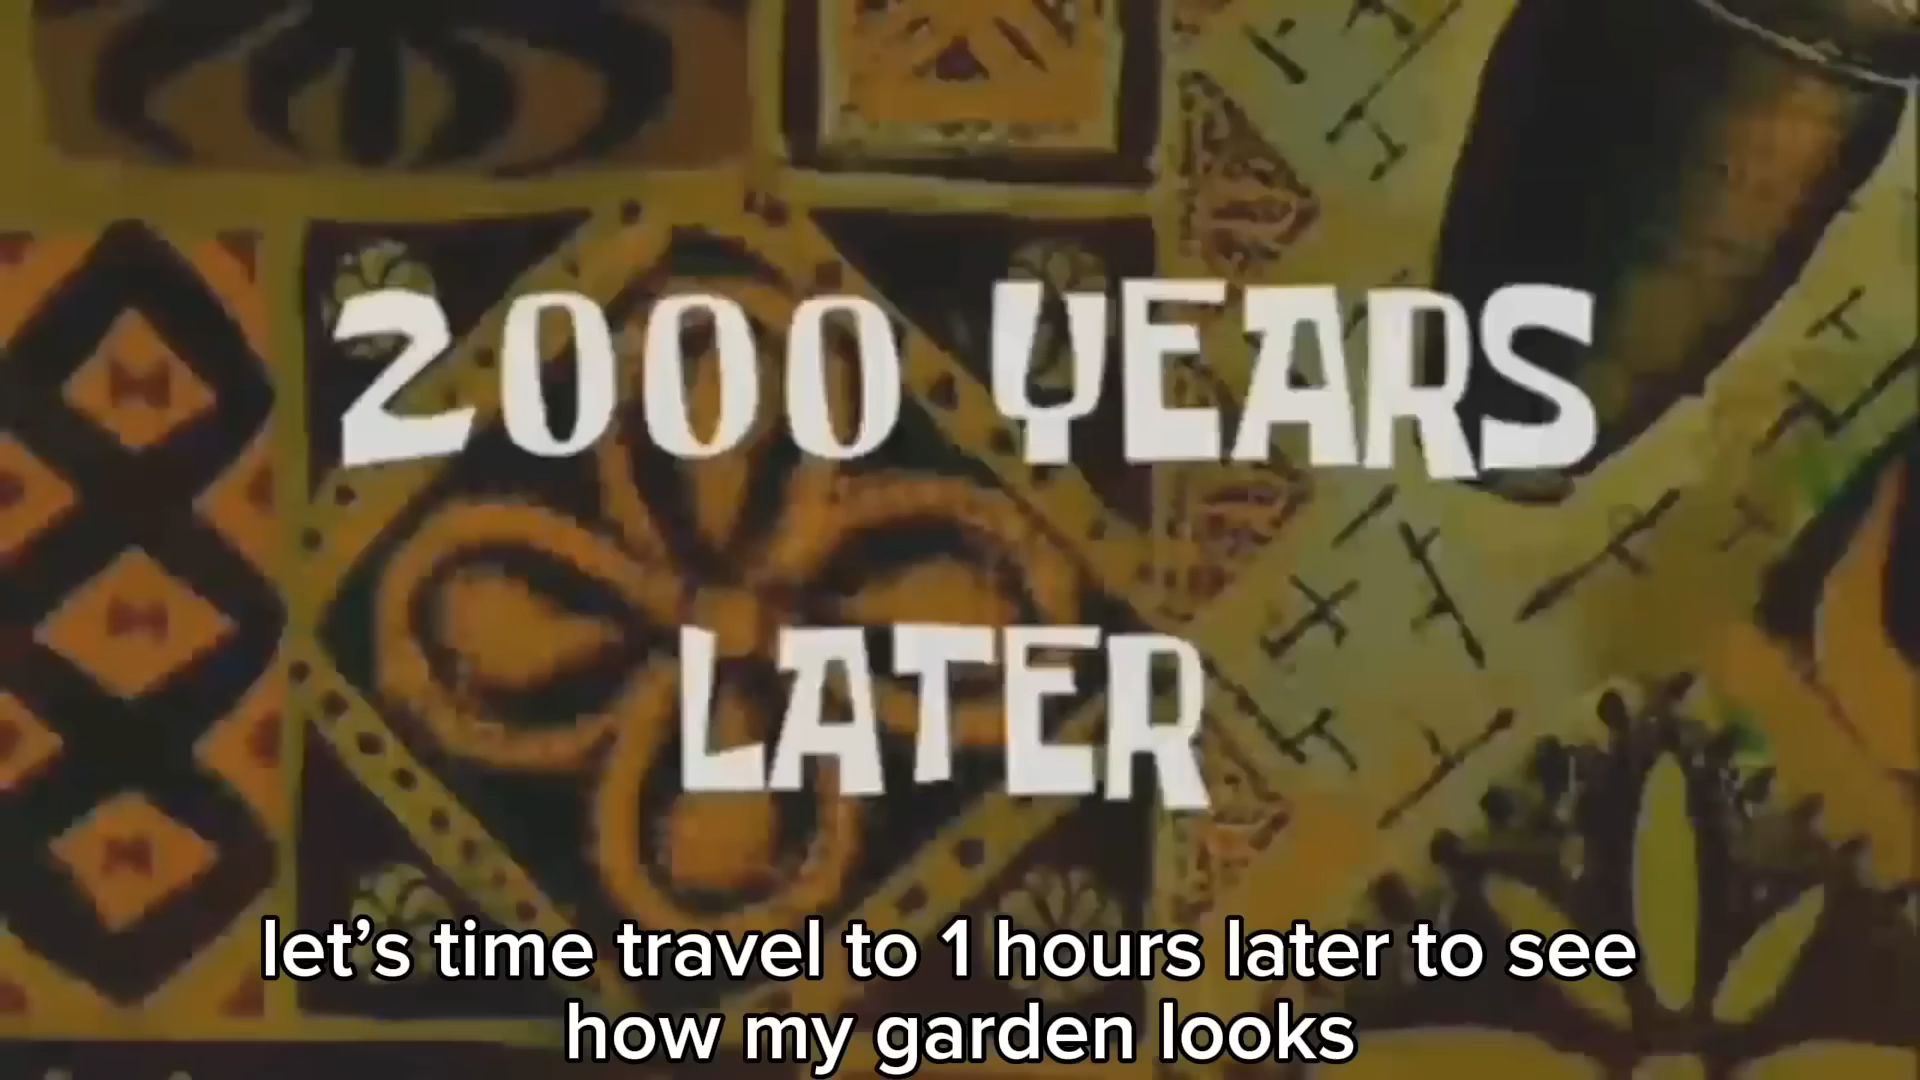 2000 YEARS
LATER
let's time travel to 1 hours later to see
how my garden looks